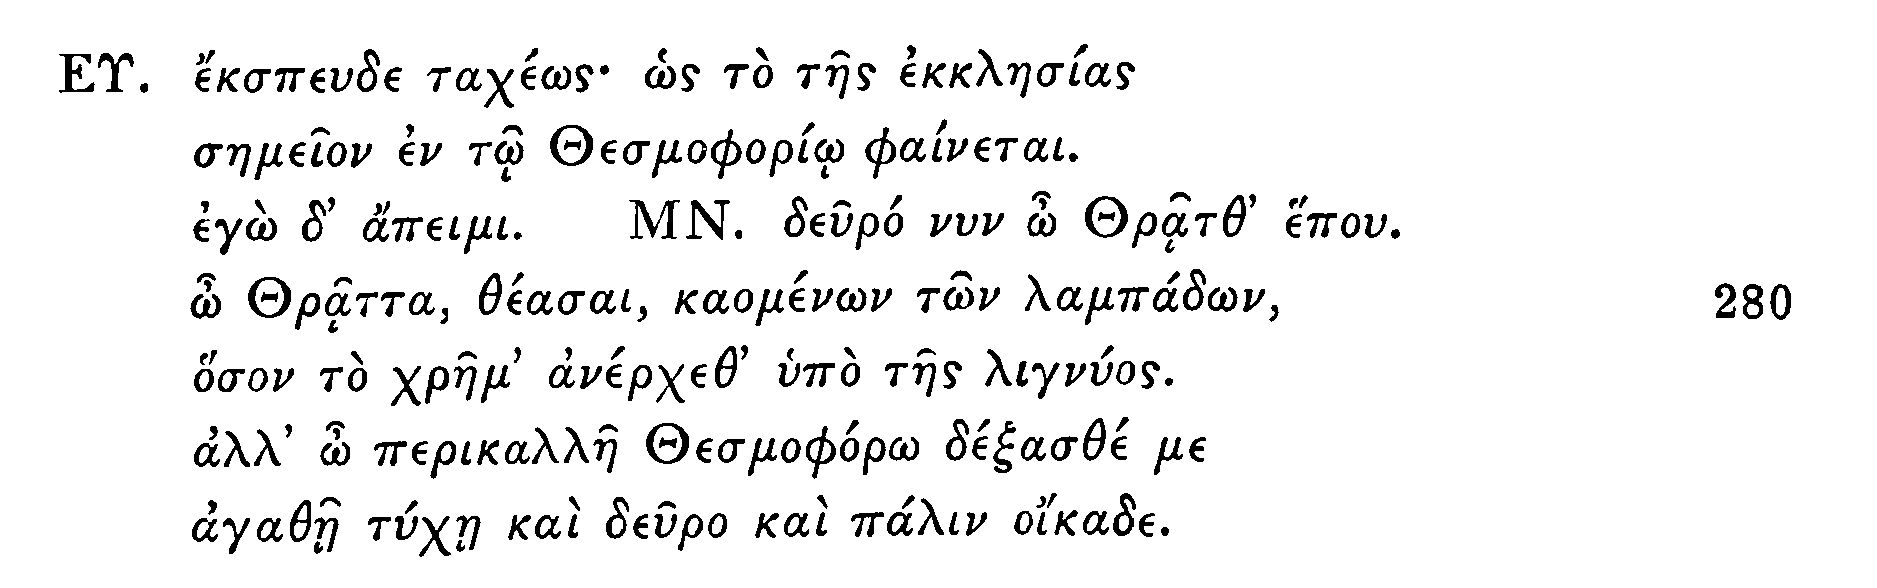 ΕΥ. ἔκσπευδε ταχέως· ὡς τὸ τῆς ἐκκλησίας
σημεῖον ἐν τῷ Θεσμοφορίῳ φαίνεται.
ἐγὼ δ’ ἄπειμι. ΜΝ. δεῦρό νυν ὦ Θρᾷτθ’ ἕπου.
ὦ Θρᾷττα, θέασαι, καομένων τῶν λαμπάδων, 280
ὅσον τὸ χρῆμ’ ἀνέρχεθ’ ὑπὸ τῆς λιγνύος.
ἀλλ’ ὦ περικαλλῆ Θεσμοφόρω δέξασθέ με
ἀγαθῇ τύχῃ καὶ δεῦρο καὶ πάλιν οἴκαδε.